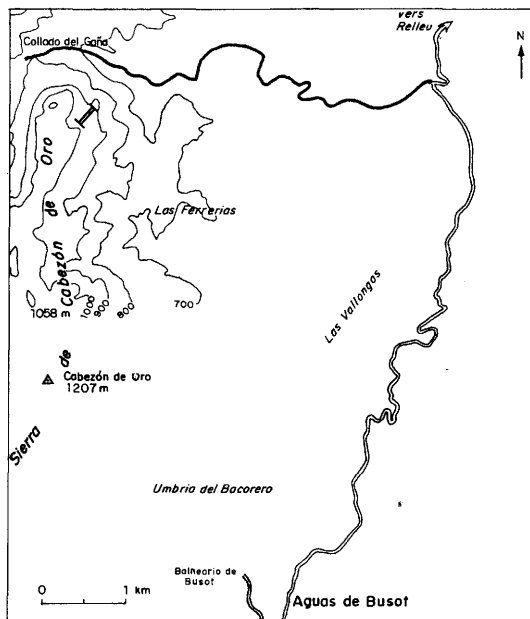 vers
Relleu
N
Collado del Gaña
Las Ferrerias
Sierra de Cabezón de Oro
1058 m
1000
900
800
700
Las Vallongas
Cabezón de Oro
1207 m
Umbria del Bacorero
Balneario de
Busot
0 1 km
Aguas de Busot